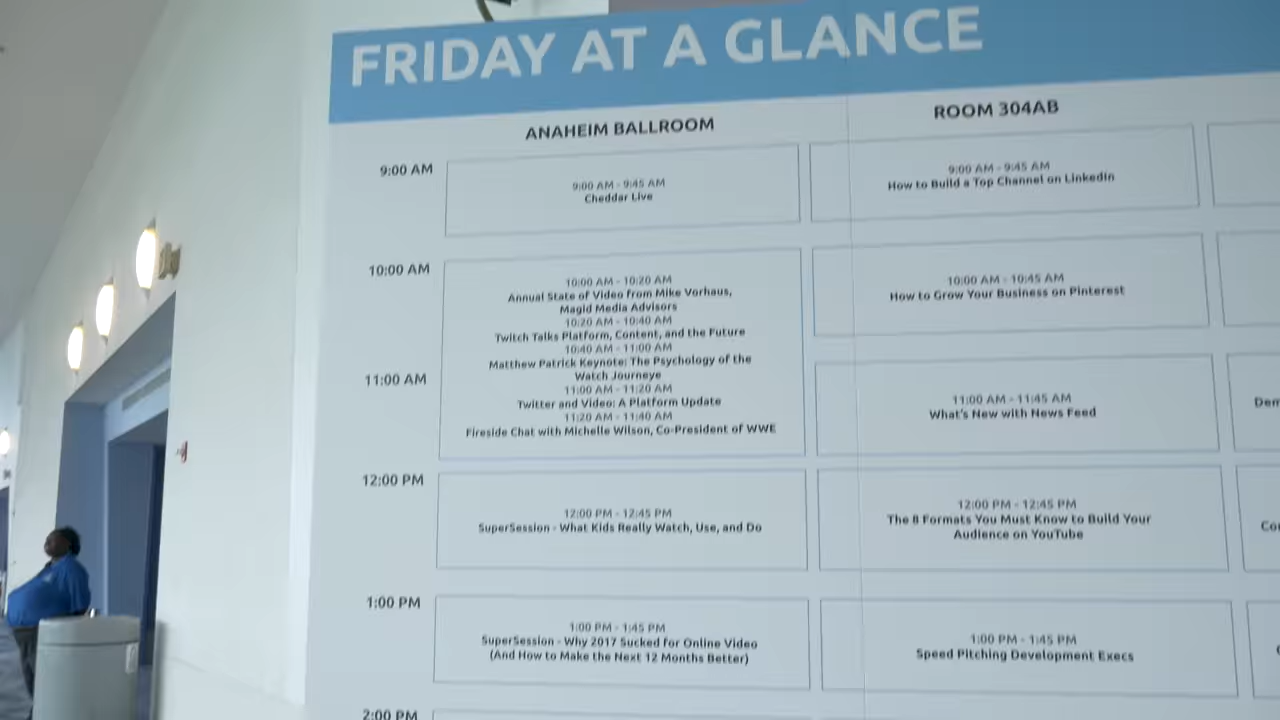 FRIDAY AT A GLANCE
ANAHEIM BALLROOM
ROOM 304AB
9:00 AM
9:00 AM - 9:45 AM
Cheddar Live
9:00 AM - 9:45 AM
How to Build a Top Channel on LinkedIn
10:00 AM
10:00 AM - 10:20 AM
Annual State of Video from Mike Vorhaus,
Magid Media Advisors
10:20 AM - 10:40 AM
Twitch Talks Platform, Content, and the Future
10:40 AM - 11:00 AM
Matthew Patrick Keynote: The Psychology of the
Watch Journeye
11:00 AM - 11:20 AM
Twitter and Video: A Platform Update
11:20 AM - 11:40 AM
Fireside Chat with Michelle Wilson, Co-President of WWE
10:00 AM - 10:45 AM
How to Grow Your Business on Pinterest
11:00 AM
11:00 AM - 11:45 AM
What's New with News Feed
Dem
12:00 PM
12:00 PM - 12:45 PM
SuperSession - What Kids Really Watch, Use, and Do
12:00 PM - 12:45 PM
The 8 Formats You Must Know to Build Your
Audience on YouTube
Co
1:00 PM
1:00 PM - 1:45 PM
SuperSession - Why 2017 Sucked for Online Video
(And How to Make the Next 12 Months Better)
1:00 PM - 1:45 PM
Speed Pitching Development Execs
2:00 PM